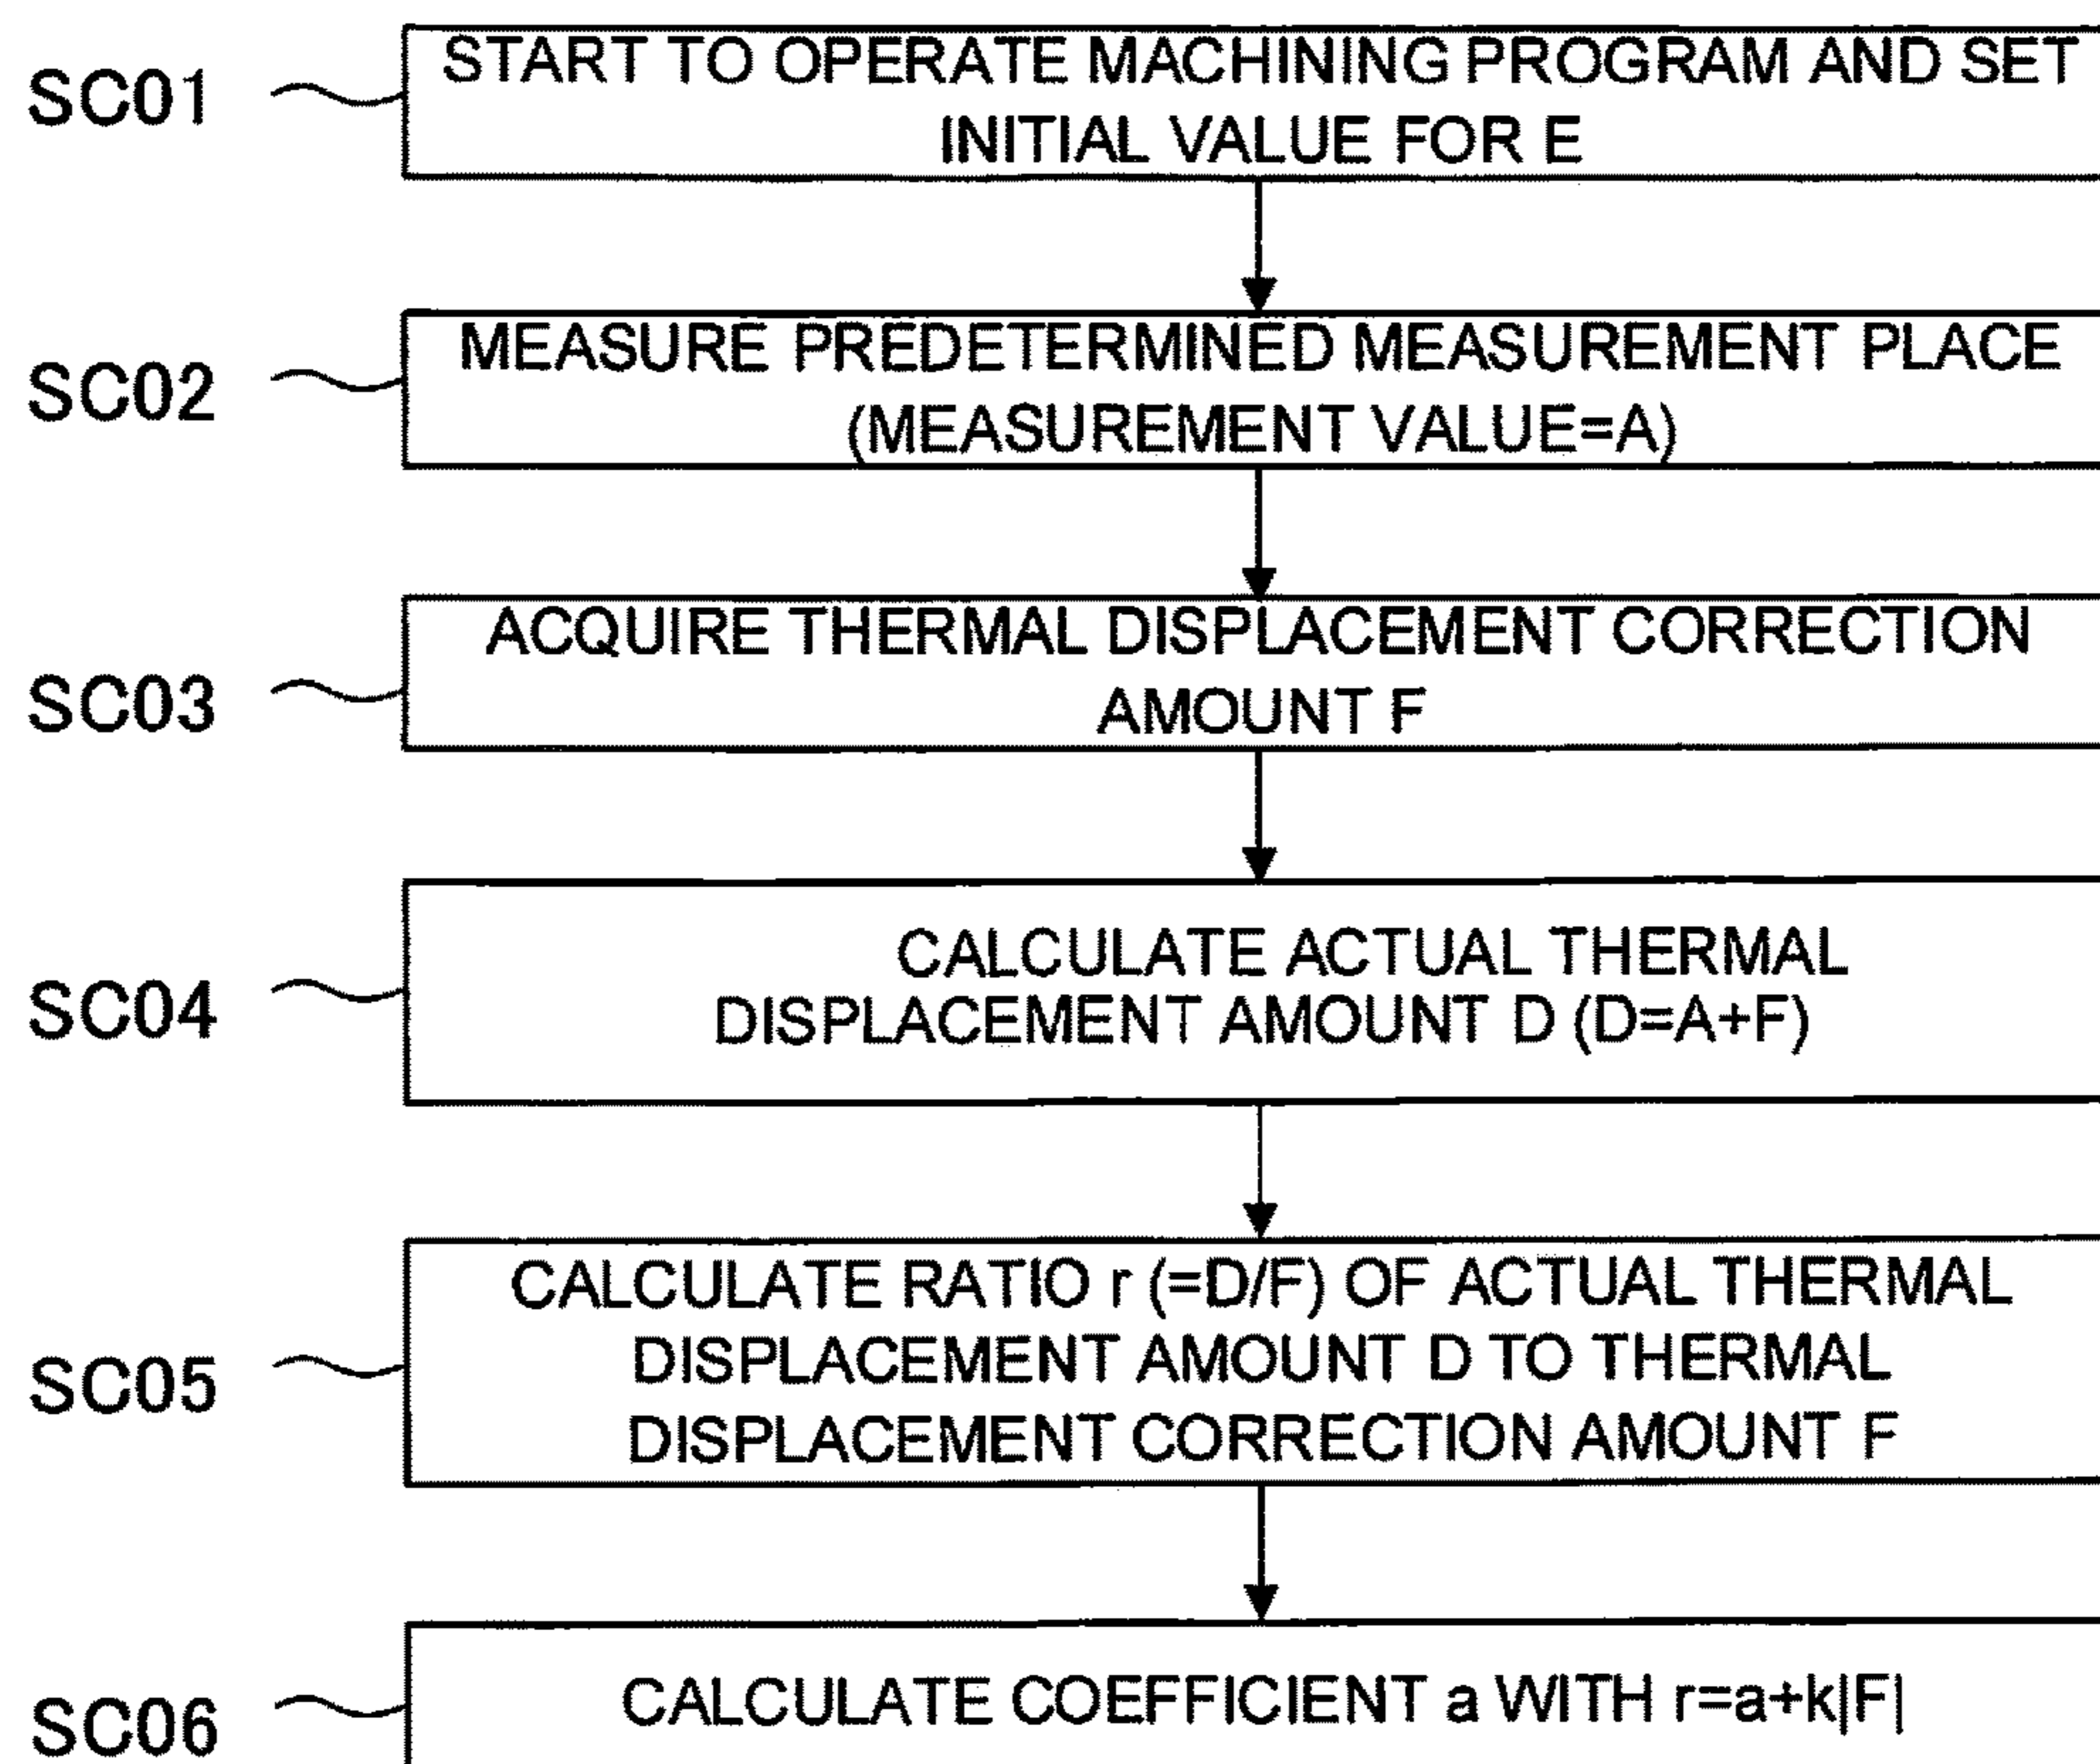 SC01
START TO OPERATE MACHINING PROGRAM AND SET
INITIAL VALUE FOR E
SC02
MEASURE PREDETERMINED MEASUREMENT PLACE
(MEASUREMENT VALUE=A)
SC03
ACQUIRE THERMAL DISPLACEMENT CORRECTION
AMOUNT F
SC04
CALCULATE ACTUAL THERMAL
DISPLACEMENT AMOUNT D (D=A+F)
SC05
CALCULATE RATIO r (=D/F) OF ACTUAL THERMAL
DISPLACEMENT AMOUNT D TO THERMAL
DISPLACEMENT CORRECTION AMOUNT F
SC06
CALCULATE COEFFICIENT a WITH r=a+k|F|